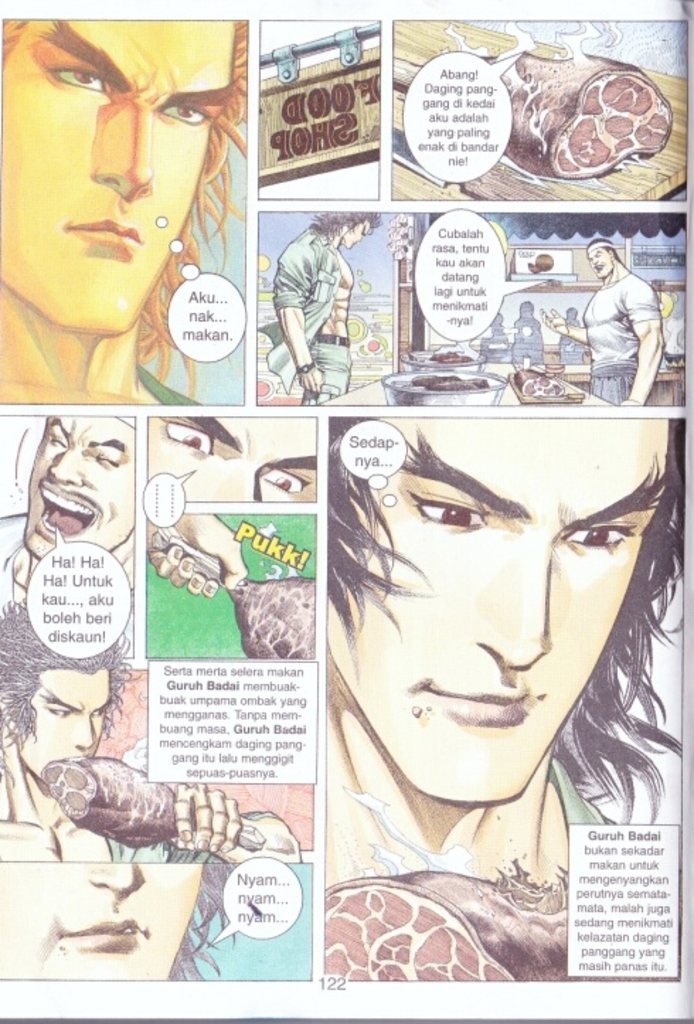 Aku...
nak...
makan.
FOOD
SHOP
Abang!
Daging pang-
gang di kedai
aku adalah
yang paling
enak di bandar
nie!
Cubalah
rasa, tentu
kau akan
datang
lagi untuk
menikmati
-nya!
Ha! Ha!
Ha! Untuk
kau..., aku
boleh beri
diskaun!
Pukk!
Serta merta selera makan
Guruh Badai membuak-
buak umpama ombak yang
mengganas. Tanpa mem-
buang masa, Guruh Badai
mencengkam daging pang-
gang itu lalu menggigit
sepuas-puasnya.
Nyam...
nyam...
nyam...
Sedap-
nya...
Guruh Badai
bukan sekadar
makan untuk
mengenyangkan
perutnya semata-
mata, malah juga
sedang menikmati
kelazatan daging
panggang yang
masih panas itu.
122